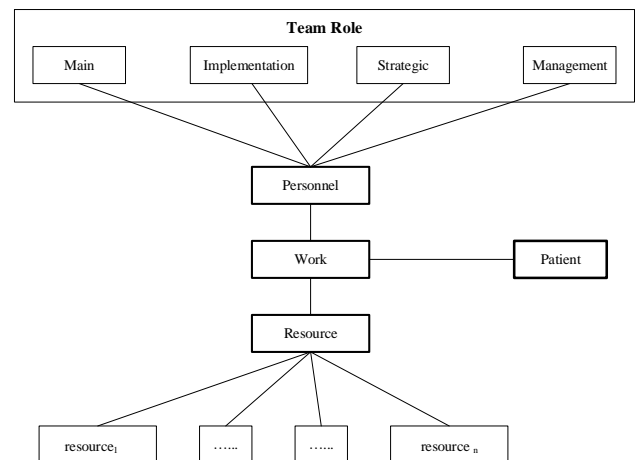 Team Role
Main Implementation Strategic Management
Personnel
Work Patient
Resource
resource₁ …... …... resource ₙ